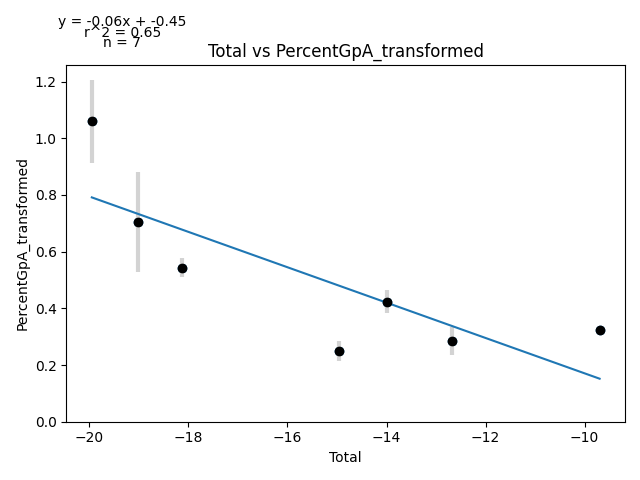 y = -0.06x + -0.45
r^2 = 0.65
n = 7
Total vs PercentGpA_transformed
PercentGpA_transformed
1.2
1.0
0.8
0.6
0.4
0.2
0.0
−20
−18
−16
−14
−12
−10
Total